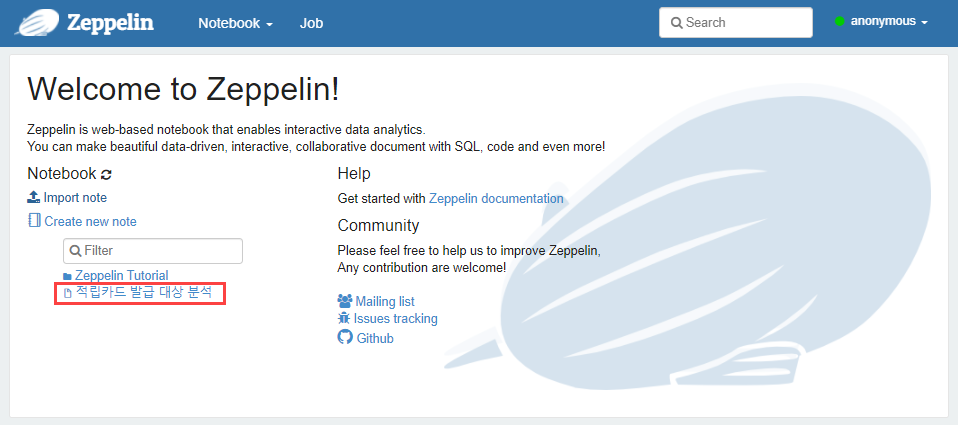 Zeppelin
Notebook
Job
Search
anonymous
Welcome to Zeppelin!
Zeppelin is web-based notebook that enables interactive data analytics.
You can make beautiful data-driven, interactive, collaborative document with SQL, code and even more!
Notebook
Import note
Create new note
Filter
Zeppelin Tutorial
적립카드 발급 대상 분석
Help
Get started with Zeppelin documentation
Community
Please feel free to help us to improve Zeppelin,
Any contribution are welcome!
Mailing list
Issues tracking
Github